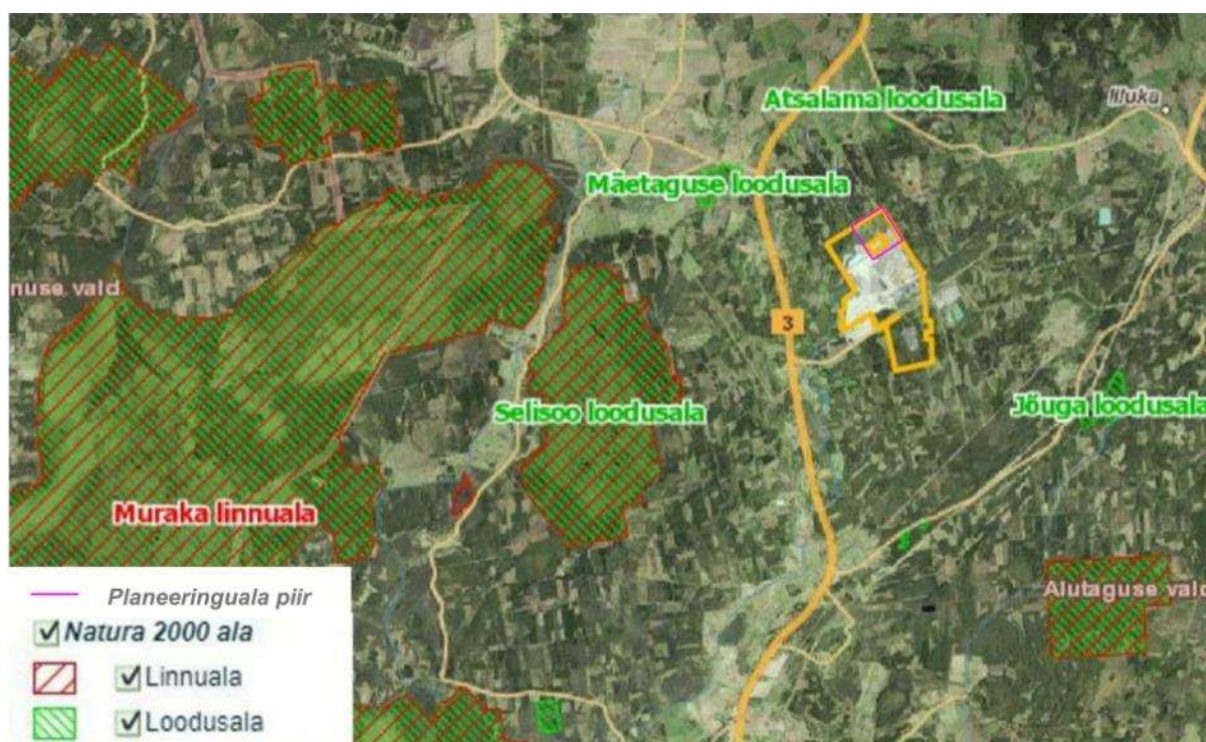 Atsalama loodusala
Illuka
Mäetaguse loodusala
nuse vald
3
Selisoo loodusala
Jõuga loodusala
Muraka linnuala
Alutaguse vald
Planeeringuala piir
Natura 2000 ala
Linnuala
Loodusala